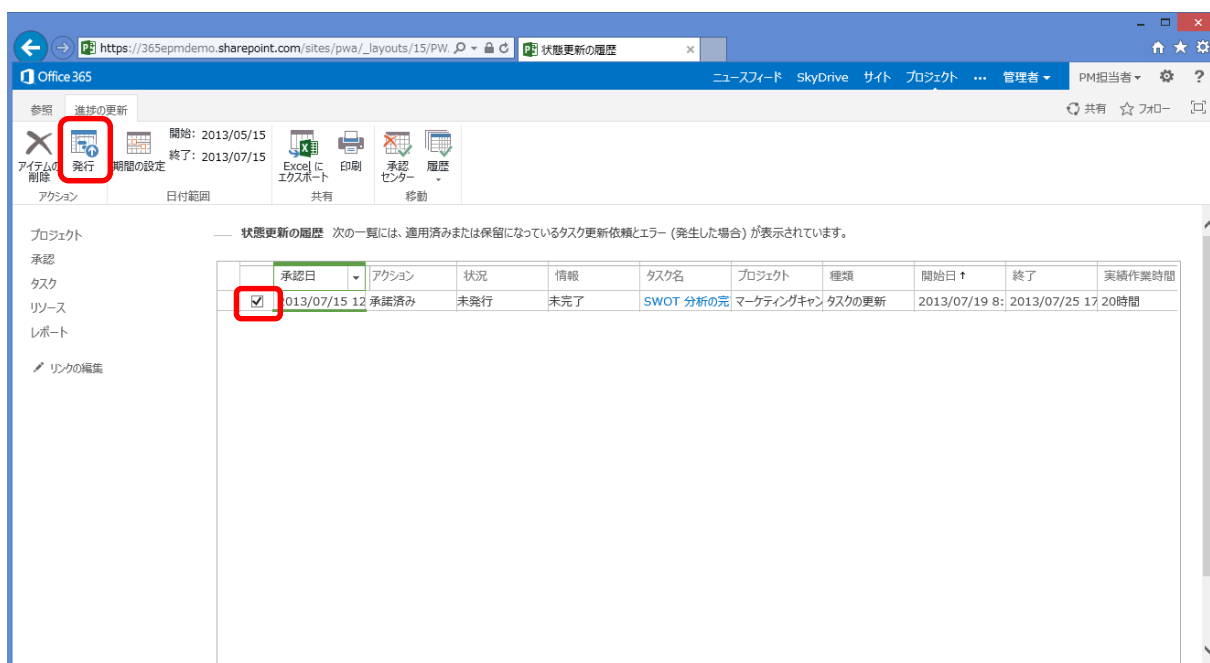 https://365epmdemo.sharepoint.com/sites/pwa/_layouts/15/PW. 状態更新の履歴
Office 365 ニュースフィード SkyDrive サイト プロジェクト ••• 管理者 PM担当者 ?
参照 進捗の更新 共有 フォロー
アイテムの削除 発行 期間の設定 開始: 2013/05/15 終了: 2013/07/15 Excel に エクスポート 印刷 承認 センター 履歴
アクション 日付範囲 共有 移動
プロジェクト
承認
タスク
リソース
レポート
リンクの編集
状態更新の履歴 次の一覧には、適用済みまたは保留になっているタスク更新依頼とエラー (発生した場合) が表示されています。
承認日 アクション 状況 情報 タスク名 プロジェクト 種類 開始日 ↑ 終了 実績作業時間
2013/07/15 12 承諾済み 未発行 未完了 SWOT 分析の完 マーケティングキャン タスクの更新 2013/07/19 8: 2013/07/25 17 20時間